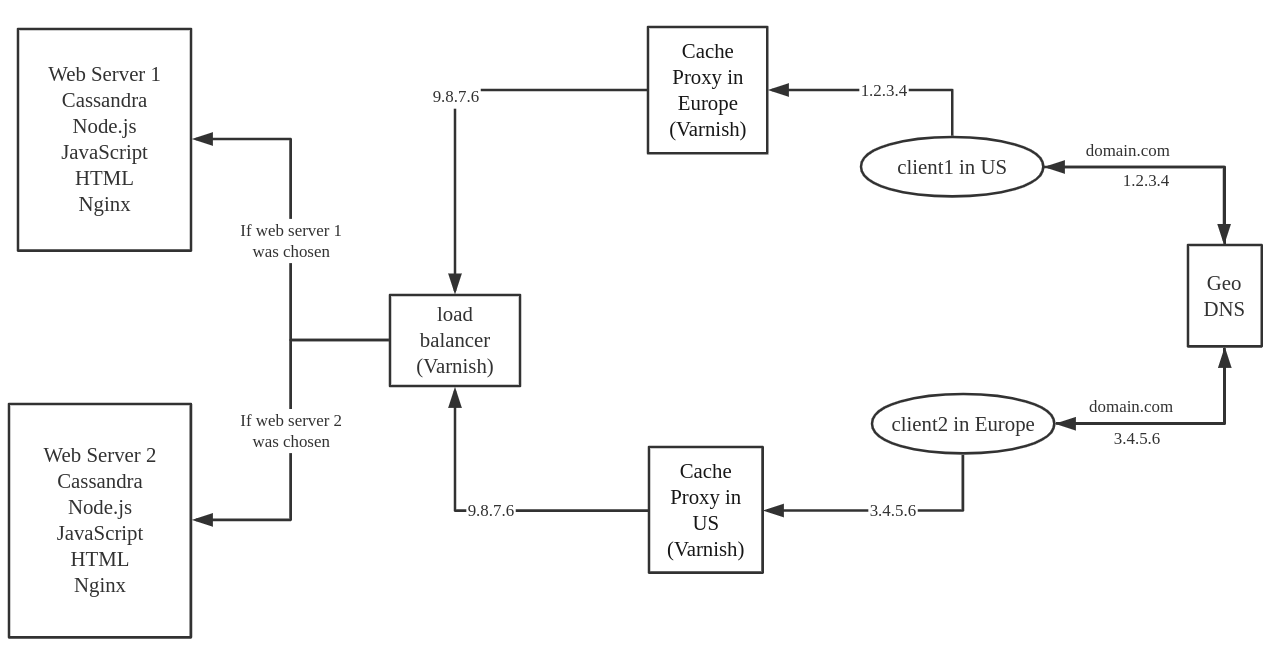 Web Server 1
Cassandra
Node.js
JavaScript
HTML
Nginx
If web server 1
was chosen
If web server 2
was chosen
Web Server 2
Cassandra
Node.js
JavaScript
HTML
Nginx
9.8.7.6
load
balancer
(Varnish)
9.8.7.6
Cache
Proxy in
Europe
(Varnish)
1.2.3.4
client1 in US
domain.com
1.2.3.4
Geo
DNS
Cache
Proxy in
US
(Varnish)
3.4.5.6
client2 in Europe
domain.com
3.4.5.6